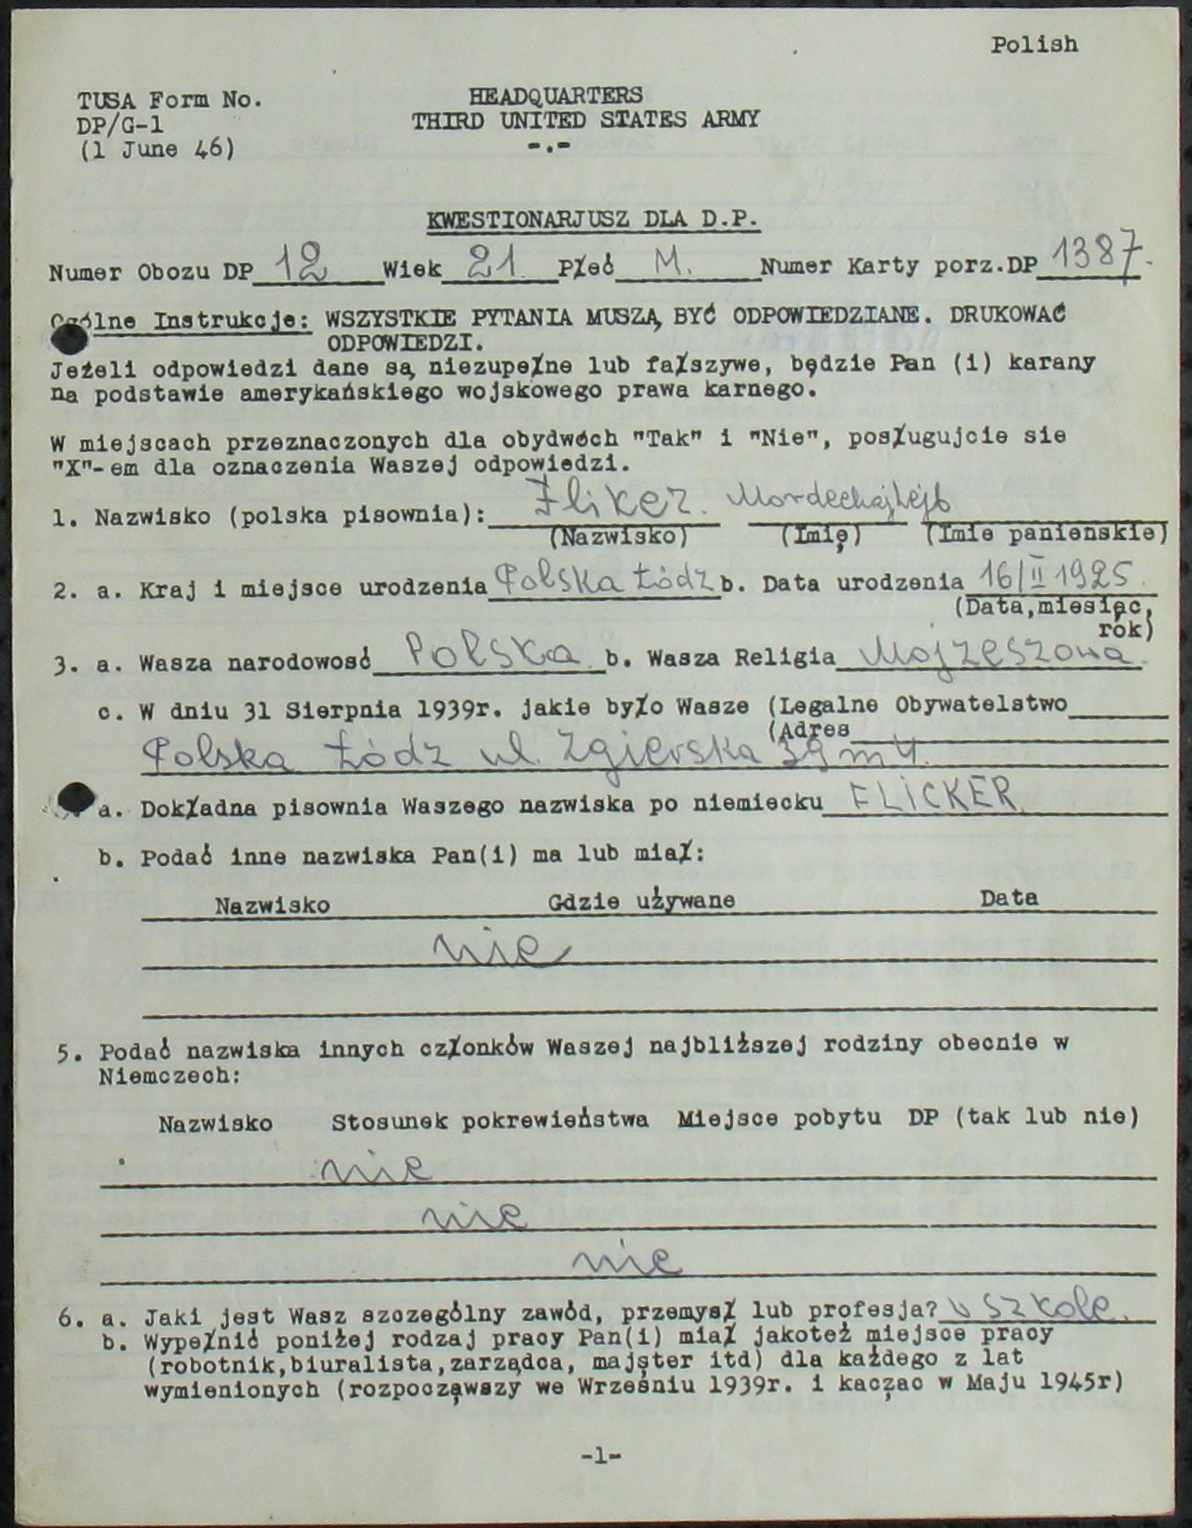 Polish
TUSA Form No. HEADQUARTERS
DP/G-1 THIRD UNITED STATES ARMY
(1 June 46) -.-
KWESTIONARJUSZ DLA D.P.
Numer Obozu DP 12 Wiek 21 Płeć M. Numer Karty porz.DP 1387.
Ogólne Instrukcje: WSZYSTKIE PYTANIA MUSZĄ BYĆ ODPOWIEDZIANE. DRUKOWAĆ
ODPOWIEDZI.
Jeżeli odpowiedzi dane są niezupełne lub fałszywe, będzie Pan (i) karany
na podstawie amerykańskiego wojskowego prawa karnego.
W miejscach przeznaczonych dla obydwóch "Tak" i "Nie", posługujcie sie
"X"-em dla oznaczenia Waszej odpowiedzi.
1. Nazwisko (polska pisownia): Fliker. Mordechaj Lejb
(Nazwisko) (Imię) (Imie panienskie)
2. a. Kraj i miejsce urodzenia Polska Łódz b. Data urodzenia 16/II 1925.
(Data,miesiąc,
rok)
3. a. Wasza narodowosć Polska. b. Wasza Religia Mojzeszowa.
c. W dniu 31 Sierpnia 1939r. jakie było Wasze (Legalne Obywatelstwo
(Adres
Polska Łódz ul. Zgierska 39 m 4.
a. Dokładna pisownia Waszego nazwiska po niemiecku FLICKER.
b. Podać inne nazwiska Pan(i) ma lub miał:
Nazwisko Gdzie używane Data
nie
5. Podać nazwiska innych członków Waszej najbliższej rodziny obecnie w
Niemczech:
Nazwisko Stosunek pokrewieństwa Miejsce pobytu DP (tak lub nie)
nie
nie
nie
6. a. Jaki jest Wasz szczególny zawód, przemysł lub profesja? w szkole.
b. Wypełnić poniżej rodzaj pracy Pan(i) miał jakoteż miejsce pracy
(robotnik,biuralista,zarządca, majster itd) dla każdego z lat
wymienionych (rozpocząwszy we Wrześniu 1939r. i kacząc w Maju 1945r)
-1-